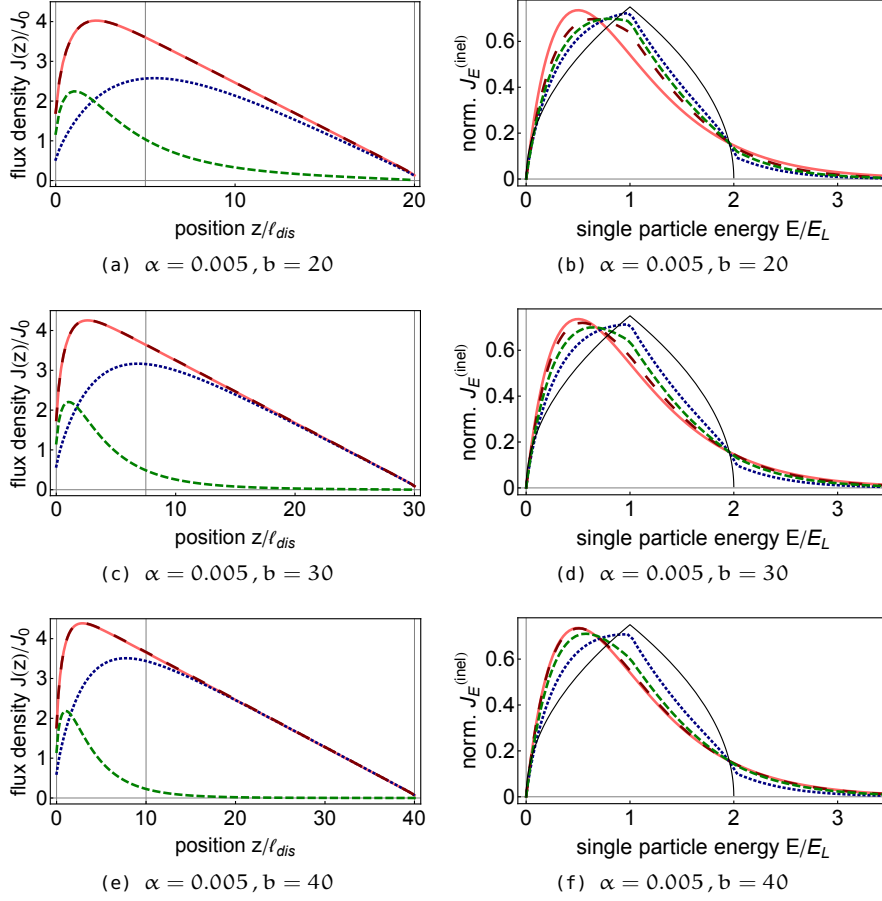 flux density J(z)/J₀
4
3
2
1
0
0
10
20
position z/ℓ_dis
(a) α = 0.005, b = 20
norm. J_E^(inel)
0.6
0.4
0.2
0
0
1
2
3
single particle energy E/E_L
(b) α = 0.005, b = 20
flux density J(z)/J₀
4
3
2
1
0
0
10
20
30
position z/ℓ_dis
(c) α = 0.005, b = 30
norm. J_E^(inel)
0.6
0.4
0.2
0
0
1
2
3
single particle energy E/E_L
(d) α = 0.005, b = 30
flux density J(z)/J₀
4
3
2
1
0
0
10
20
30
40
position z/ℓ_dis
(e) α = 0.005, b = 40
norm. J_E^(inel)
0.6
0.4
0.2
0
0
1
2
3
single particle energy E/E_L
(f) α = 0.005, b = 40